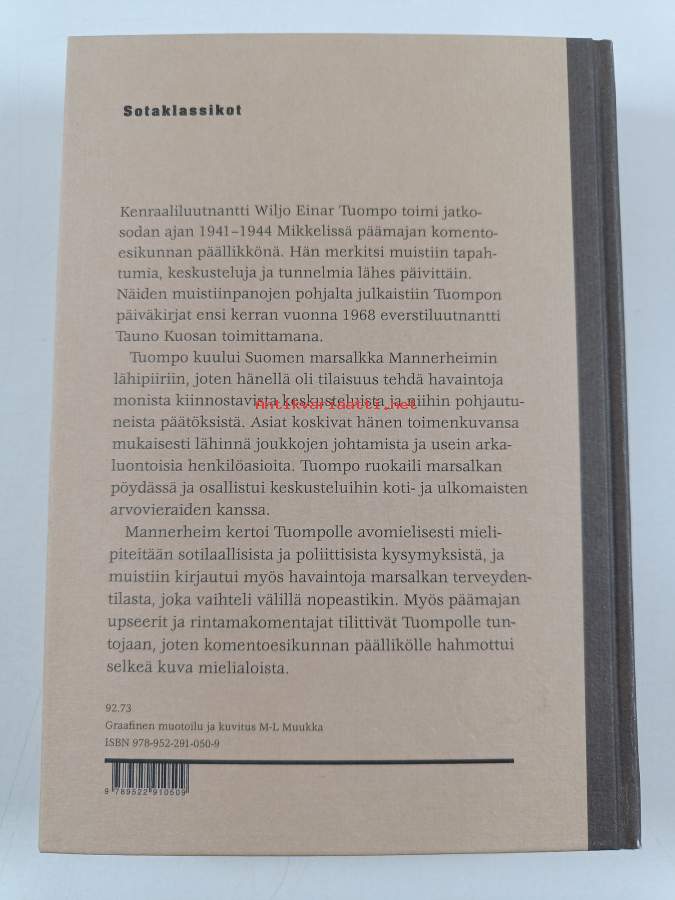 Sotaklassikot
Kenraaliluutnantti Wiljo Einar Tuompo toimi jatko-
sodan ajan 1941–1944 Mikkelissä päämajan komento-
esikunnan päällikkönä. Hän merkitsi muistiin tapah-
tumia, keskusteluja ja tunnelmia lähes päivittäin.
Näiden muistiinpanojen pohjalta julkaistiin Tuompon
päiväkirjat ensi kerran vuonna 1968 everstiluutnantti
Tauno Kuosan toimittamana.
Tuompo kuului Suomen marsalkka Mannerheimin
lähipiiriin, joten hänellä oli tilaisuus tehdä havaintoja
monista kiinnostavista keskusteluista ja niihin pohjautu-
Antikvariaatti.net
neista päätöksistä. Asiat koskivat hänen toimenkuvansa
mukaisesti lähinnä joukkojen johtamista ja usein arka-
luontoisia henkilöasioita. Tuompo ruokaili marsalkan
pöydässä ja osallistui keskusteluihin koti- ja ulkomaisten
arvovieraiden kanssa.
Mannerheim kertoi Tuompolle avomielisesti mieli-
piteitään sotilaallisista ja poliittisista kysymyksistä, ja
muistiin kirjautui myös havaintoja marsalkan terveyden-
tilasta, joka vaihteli välillä nopeastikin. Myös päämajan
upseerit ja rintamakomentajat tilittivät Tuompolle tun-
tojaan, joten komentoesikunnan päällikölle hahmottui
selkeä kuva mielialoista.
92.73
Graafinen muotoilu ja kuvitus M-L Muukka
ISBN 978-952-291-050-9
9 789522 910509